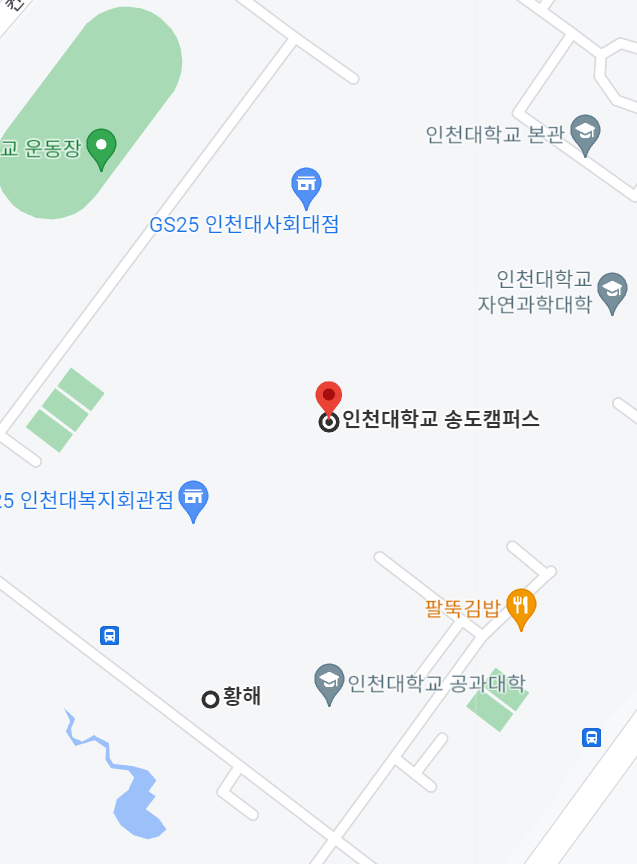 인천대학교 본관
교 운동장
GS25 인천대사회대점
인천대학교
자연과학대학
인천대학교 송도캠퍼스
25 인천대복지회관점
팔뚝김밥
인천대학교 공과대학
황해